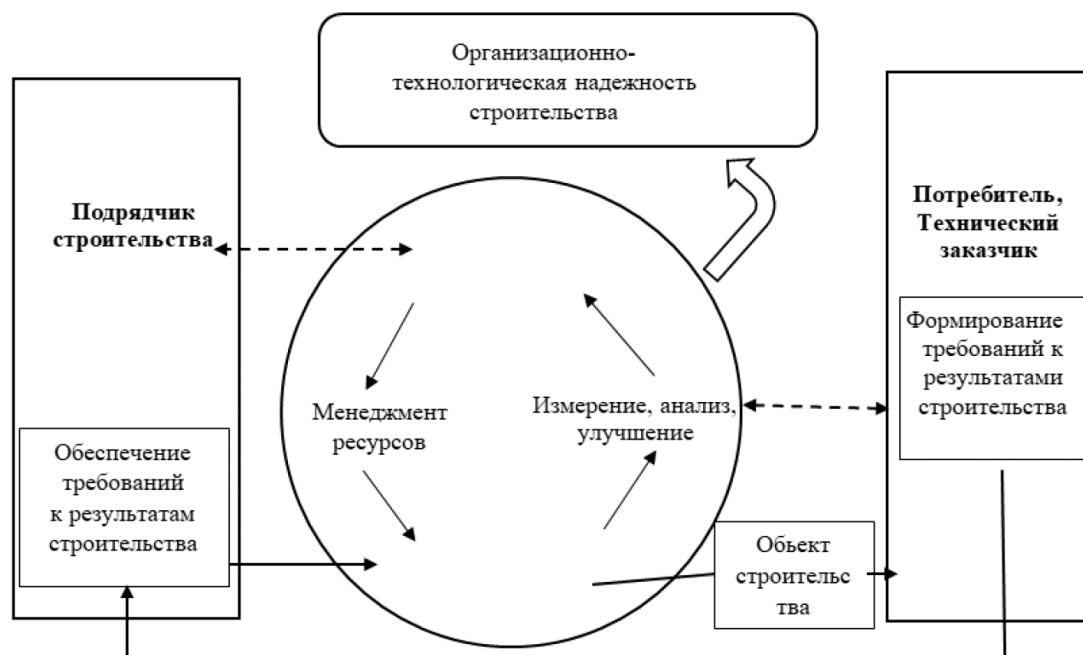 Организационно-
технологическая надежность
строительства
Подрядчик
строительства
Потребитель,
Технический
заказчик
Формирование
требований к
результатами
строительства
Менеджмент
ресурсов
Измерение, анализ,
улучшение
Обеспечение
требований
к результатам
строительства
Обьект
строительс
тва